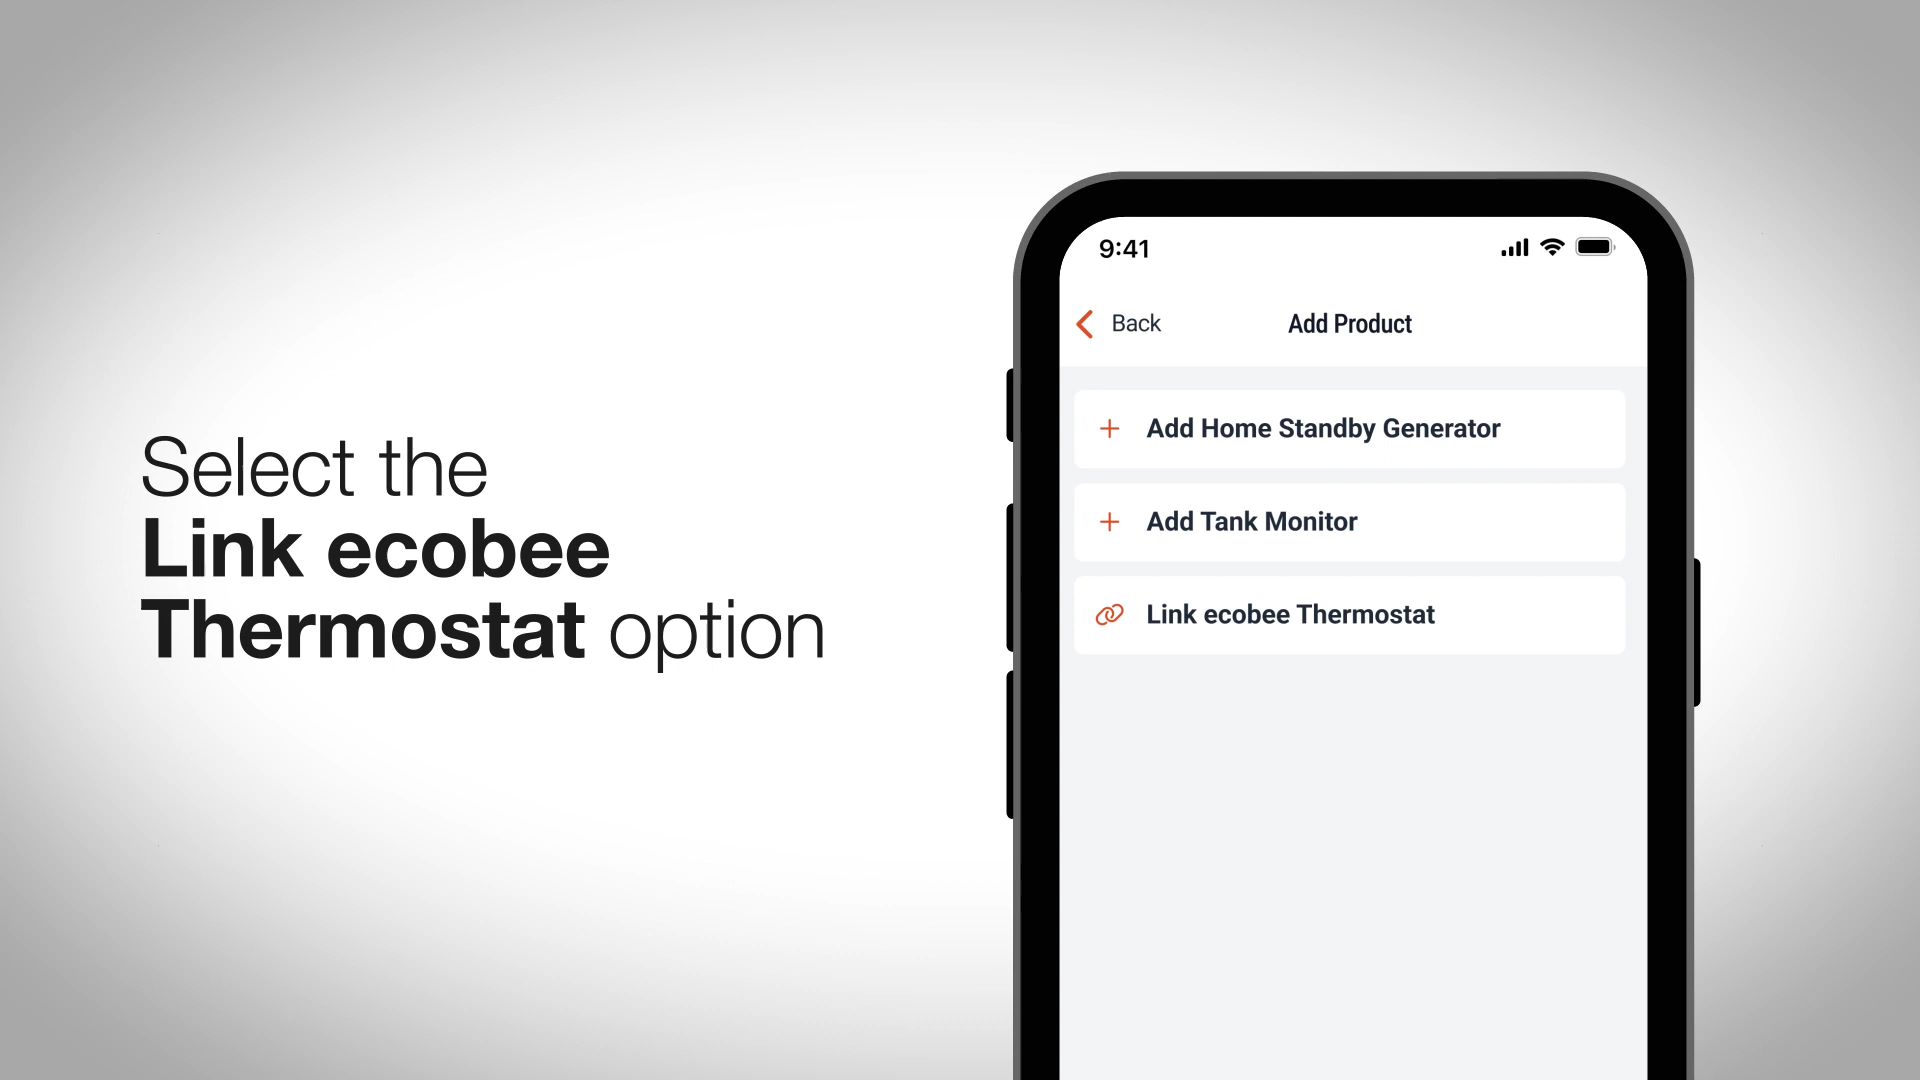 Select the
Link ecobee
Thermostat option
9:41
Back
Add Product
Add Home Standby Generator
Add Tank Monitor
Link ecobee Thermostat